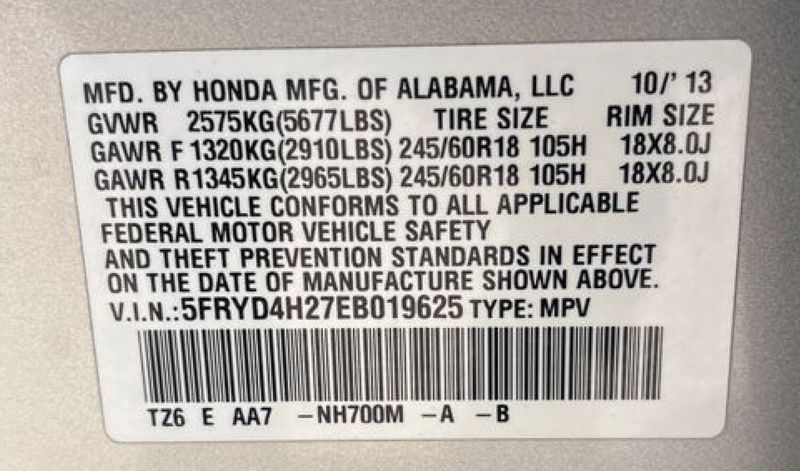 MFD. BY HONDA MFG. OF ALABAMA, LLC 10/' 13
GVWR 2575KG(5677LBS) TIRE SIZE RIM SIZE
GAWR F 1320KG(2910LBS) 245/60R18 105H 18X8.0J
GAWR R1345KG(2965LBS) 245/60R18 105H 18X8.0J
THIS VEHICLE CONFORMS TO ALL APPLICABLE
FEDERAL MOTOR VEHICLE SAFETY
AND THEFT PREVENTION STANDARDS IN EFFECT
ON THE DATE OF MANUFACTURE SHOWN ABOVE.
V.I.N.:5FRYD4H27EB019625 TYPE: MPV
TZ6 E AA7 –NH700M –A –B